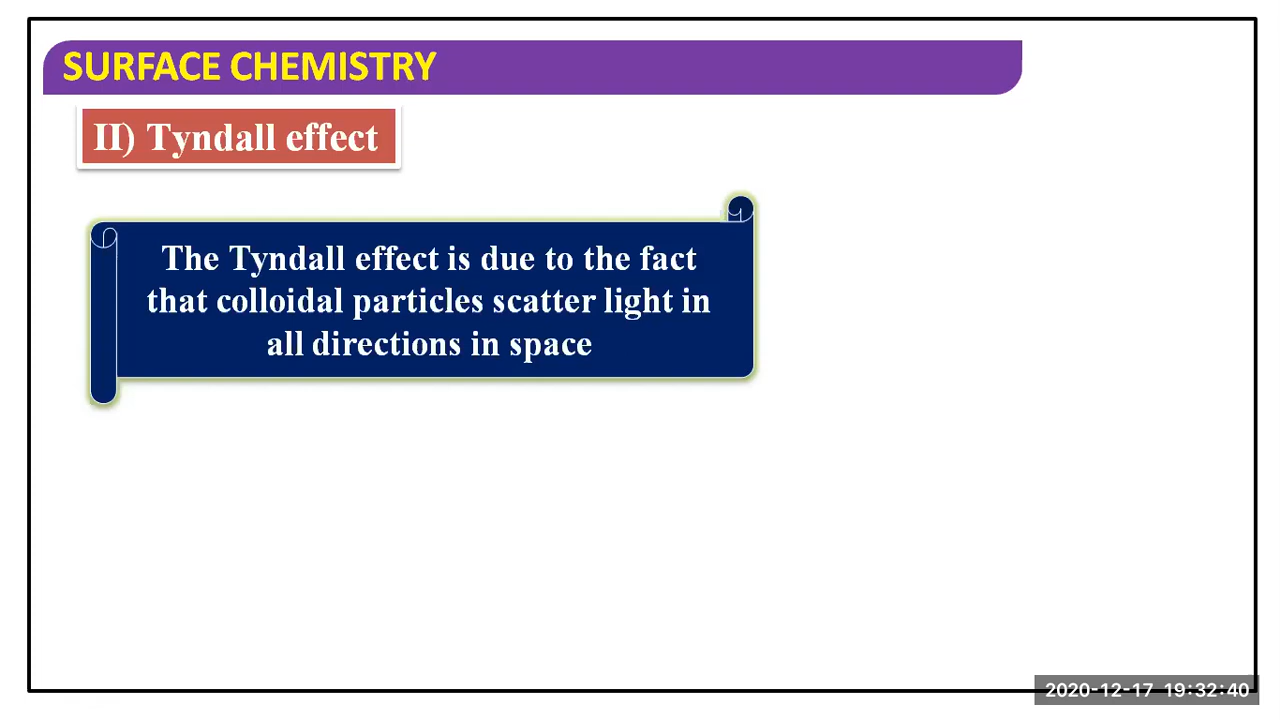 SURFACE CHEMISTRY
II) Tyndall effect
The Tyndall effect is due to the fact
that colloidal particles scatter light in
all directions in space
2020-12-17 19:32:40